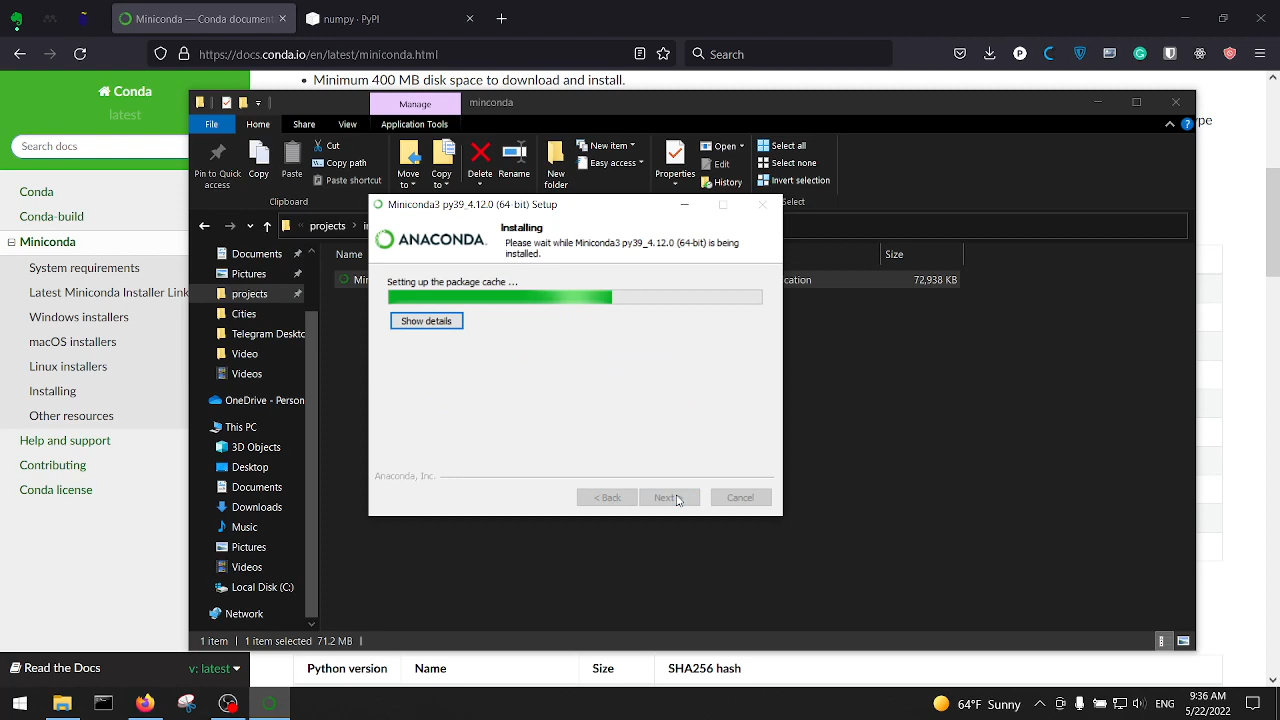 Miniconda — Conda document
numpy · PyPI
https://docs.conda.io/en/latest/miniconda.html
Search
Minimum 400 MB disk space to download and install.
Conda
latest
Search docs
Conda
Conda-build
Miniconda
System requirements
Latest Miniconda Installer Link
Windows installers
macOS installers
Linux installers
Installing
Other resources
Help and support
Contributing
Conda license
Read the Docs
v: latest
Manage
minconda
File
Home
Share
View
Application Tools
Pin to Quick access
Copy
Paste
Cut
Copy path
Paste shortcut
Clipboard
Move to
Copy to
Delete
Rename
New folder
New item
Easy access
Properties
Open
Edit
History
Select all
Select none
Invert selection
Select
projects
Name
Size
cation
72,938 KB
Documents
Pictures
projects
Cities
Telegram Deskto
Video
Videos
OneDrive - Person
This PC
3D Objects
Desktop
Documents
Downloads
Music
Pictures
Videos
Local Disk (C:)
Network
1 item
1 item selected 71.2 MB
Miniconda3 py39_4.12.0 (64-bit) Setup
ANACONDA.
Installing
Please wait while Miniconda3 py39_4.12.0 (64-bit) is being
installed.
Setting up the package cache ...
Show details
Anaconda, Inc.
< Back
Next
Cancel
Python version
Name
Size
SHA256 hash
64°F Sunny
ENG
9:36 AM
5/22/2022